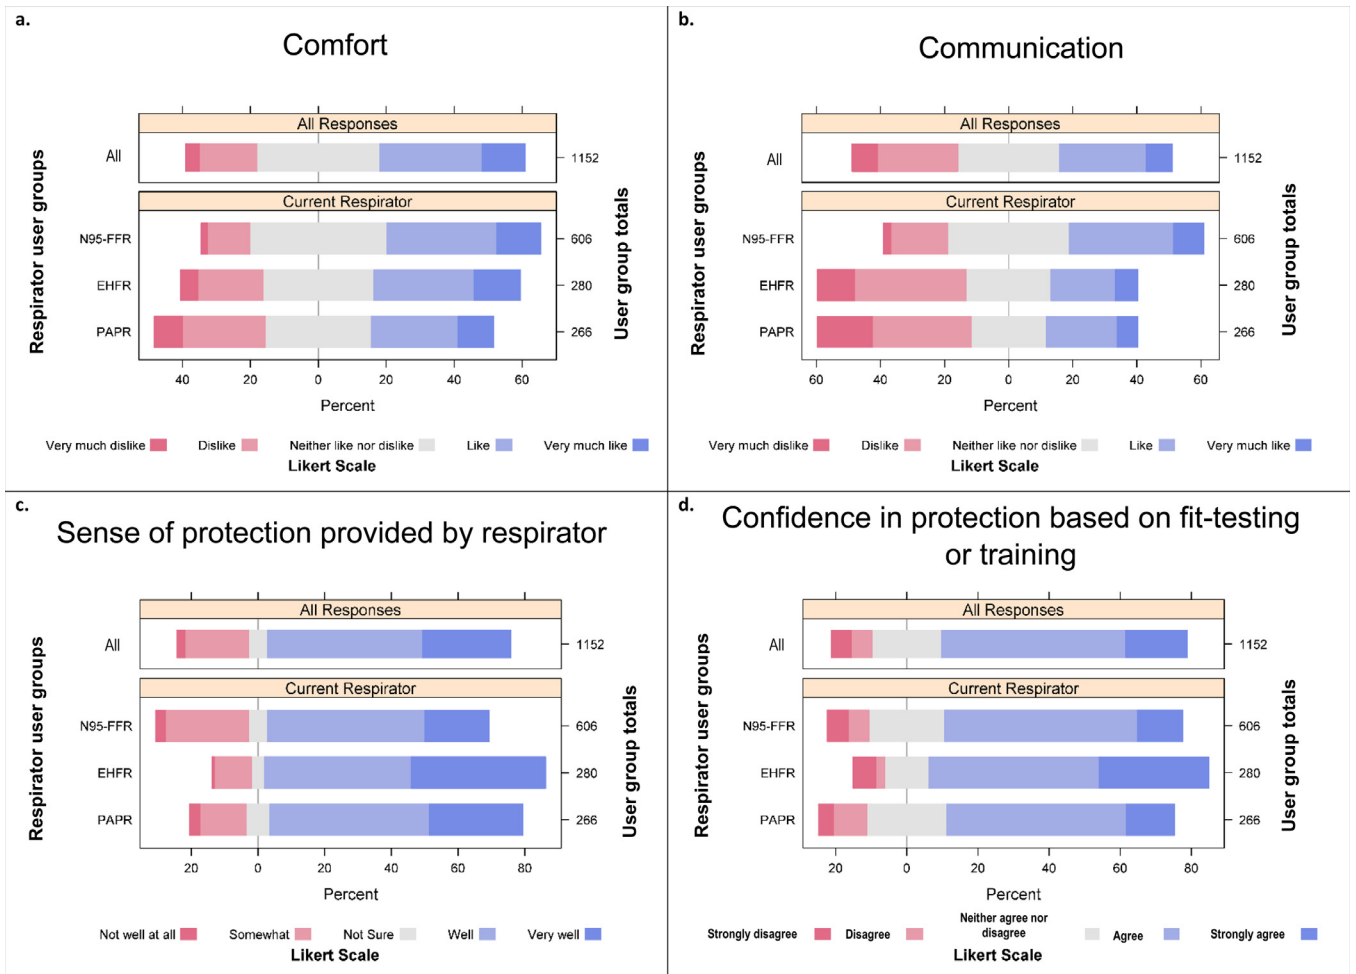 a.
Comfort
All Responses
All
1152
Current Respirator
N95-FFR
606
EHFR
280
PAPR
266
Respirator user groups
User group totals
40 20 0 20 40 60
Percent
Very much dislike Dislike Neither like nor dislike Like Very much like
Likert Scale
b.
Communication
All Responses
All
1152
Current Respirator
N95-FFR
606
EHFR
280
PAPR
266
Respirator user groups
User group totals
60 40 20 0 20 40 60
Percent
Very much dislike Dislike Neither like nor dislike Like Very much like
Likert Scale
c.
Sense of protection provided by respirator
All Responses
All
1152
Current Respirator
N95-FFR
606
EHFR
280
PAPR
266
Respirator user groups
User group totals
20 0 20 40 60 80
Percent
Not well at all Somewhat Not Sure Well Very well
Likert Scale
d.
Confidence in protection based on fit-testing
or training
All Responses
All
1152
Current Respirator
N95-FFR
606
EHFR
280
PAPR
266
Respirator user groups
User group totals
20 0 20 40 60 80
Percent
Strongly disagree Disagree Neither agree nor
disagree Agree Strongly agree
Likert Scale